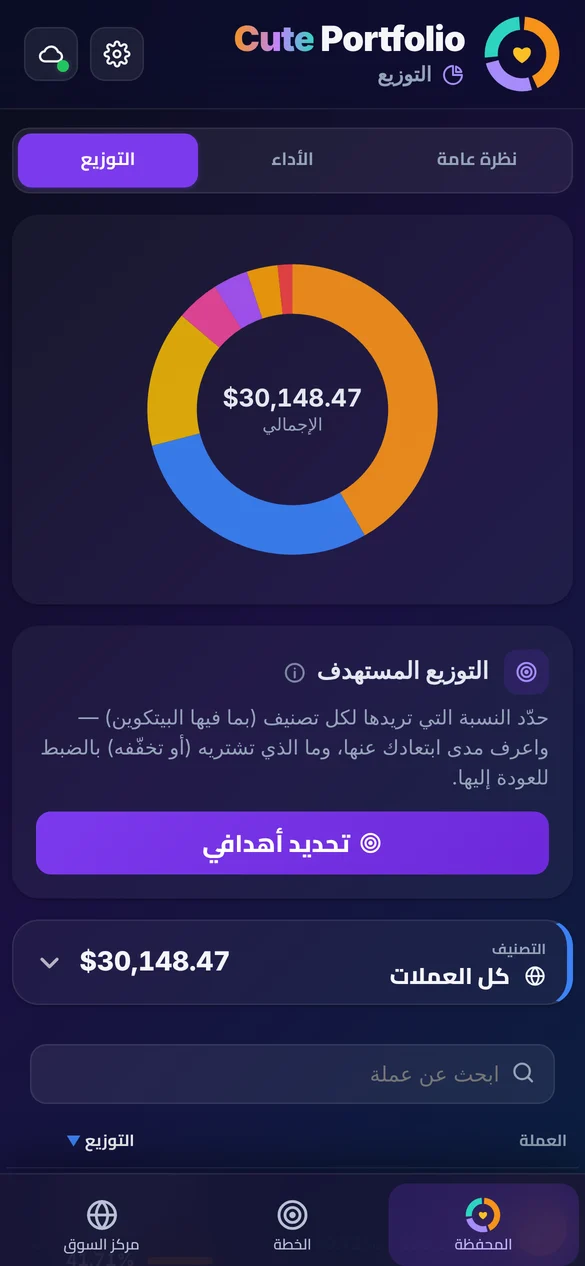 Cute Portfolio
التوزيع
نظرة عامة
الأداء
التوزيع
$30,148.47
الإجمالي
التوزيع المستهدف
حدّد النسبة التي تريدها لكل تصنيف (بما فيها البيتكوين) —
واعرف مدى ابتعادك عنها، وما الذي تشتريه (أو تخفّفه) بالضبط
للعودة إليها.
تحديد أهدافي
التصنيف
كل العملات
$30,148.47
ابحث عن عملة
العملة
التوزيع ▼
المحفظة
الخطة
مركز السوق